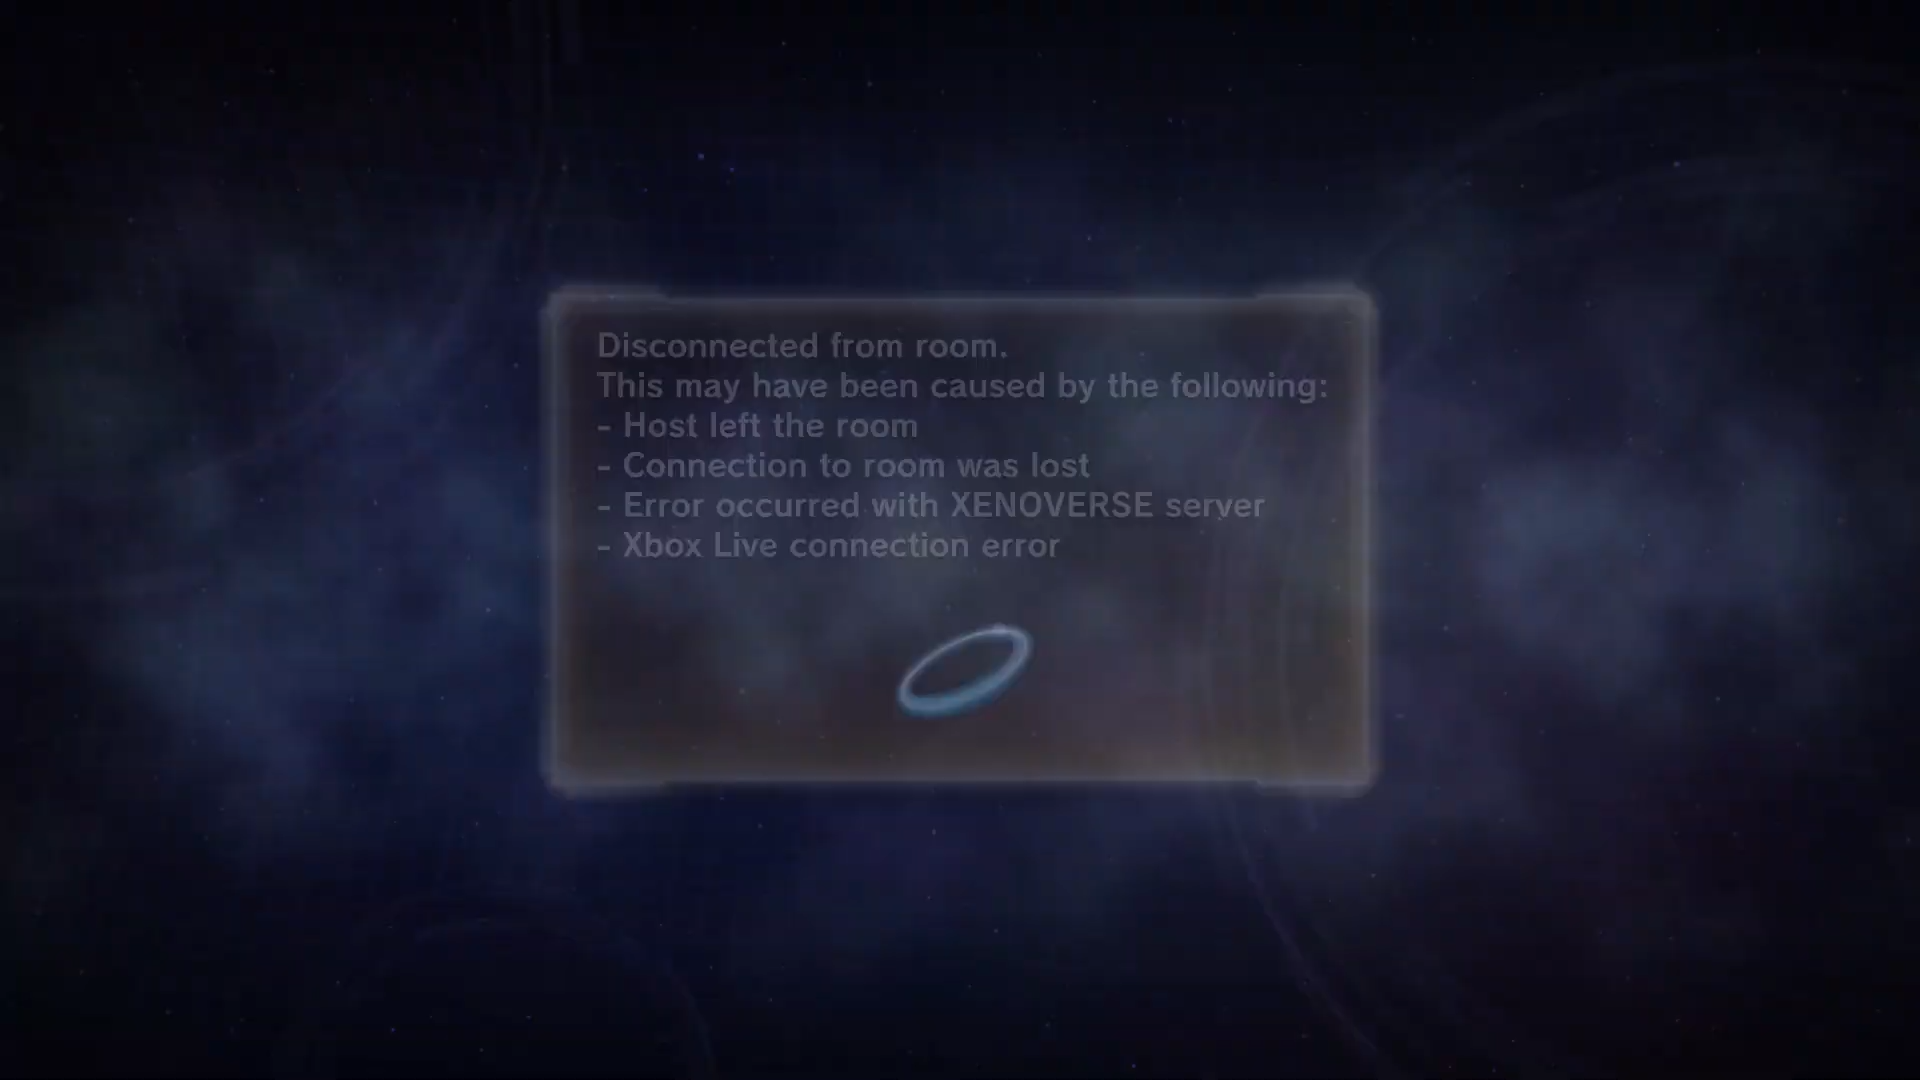 Disconnected from room.
This may have been caused by the following:
- Host left the room
- Connection to room was lost
- Error occurred with XENOVERSE server
- Xbox Live connection error